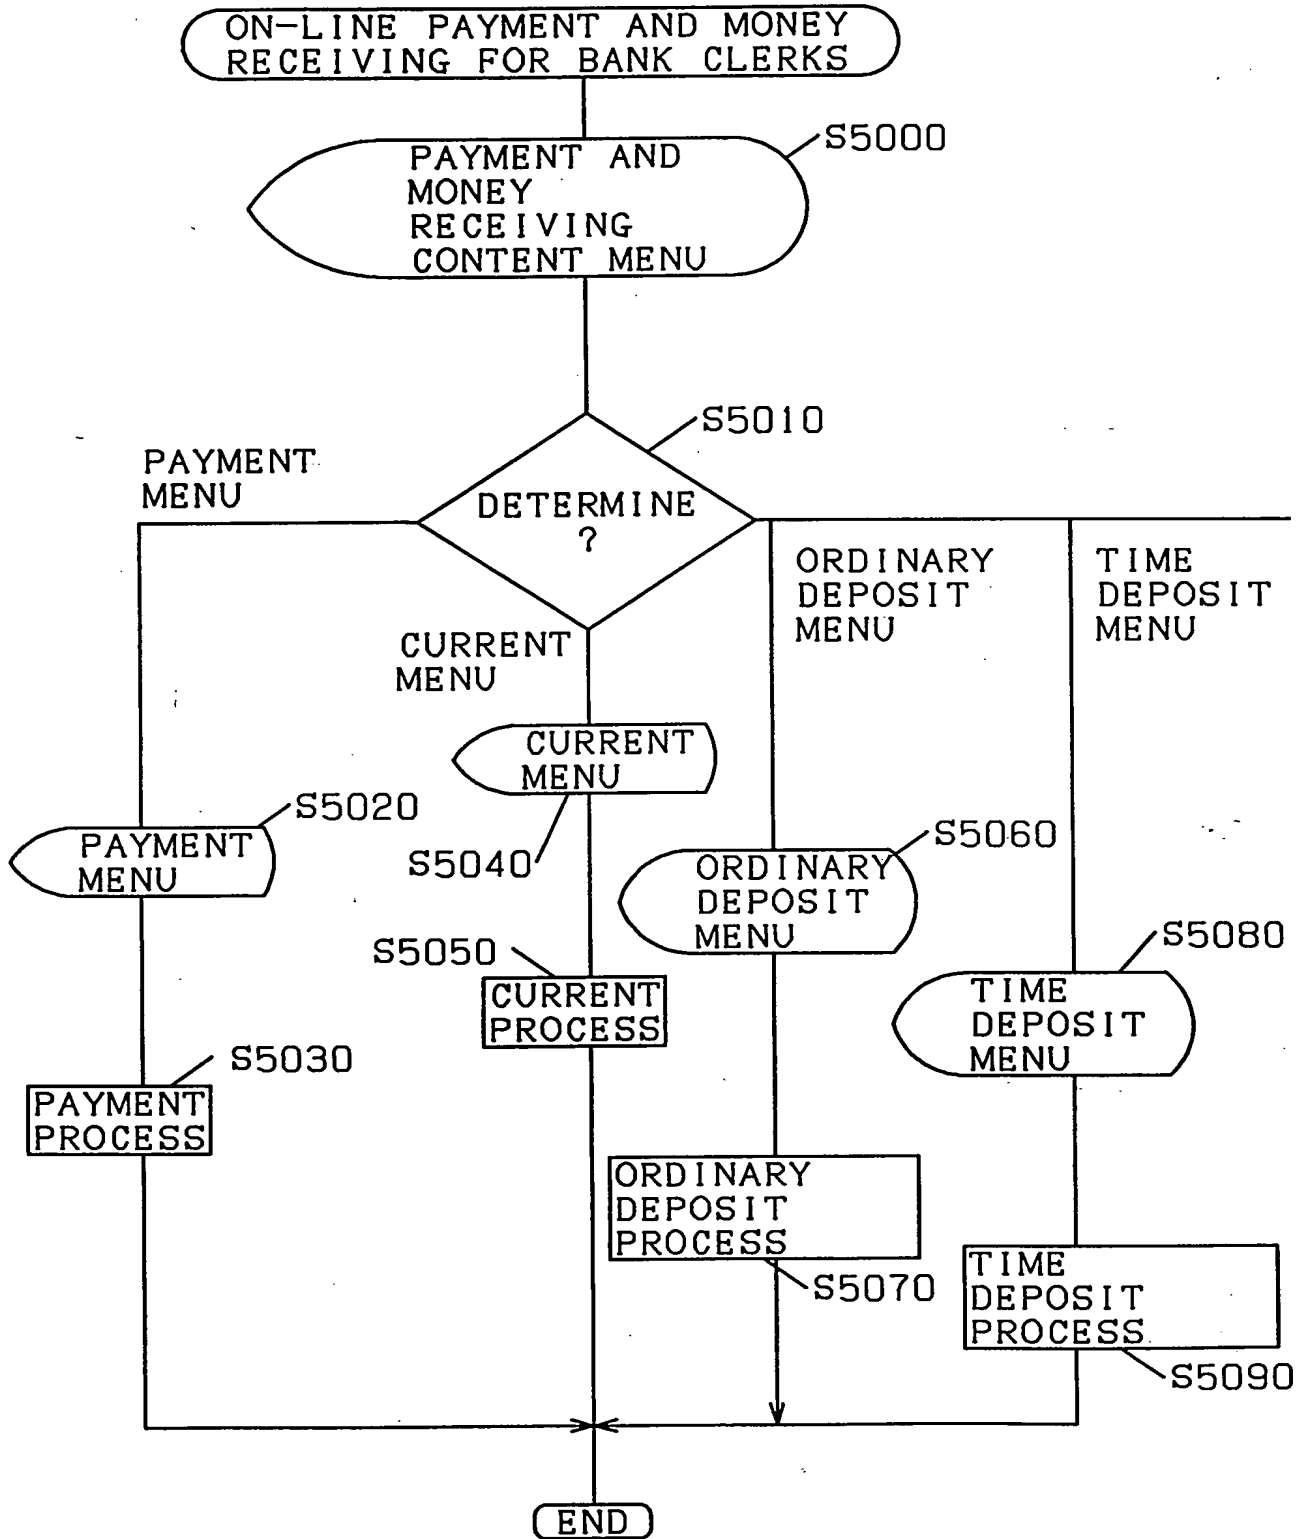 ON-LINE PAYMENT AND MONEY
RECEIVING FOR BANK CLERKS
S5000
PAYMENT AND
MONEY
RECEIVING
CONTENT MENU
S5010
PAYMENT
MENU
DETERMINE
?
ORDINARY
DEPOSIT
MENU
TIME
DEPOSIT
MENU
CURRENT
MENU
CURRENT
MENU
S5020
PAYMENT
MENU
S5040
S5060
ORDINARY
DEPOSIT
MENU
S5050
CURRENT
PROCESS
S5080
TIME
DEPOSIT
MENU
S5030
PAYMENT
PROCESS
ORDINARY
DEPOSIT
PROCESS
S5070
TIME
DEPOSIT
PROCESS
S5090
END